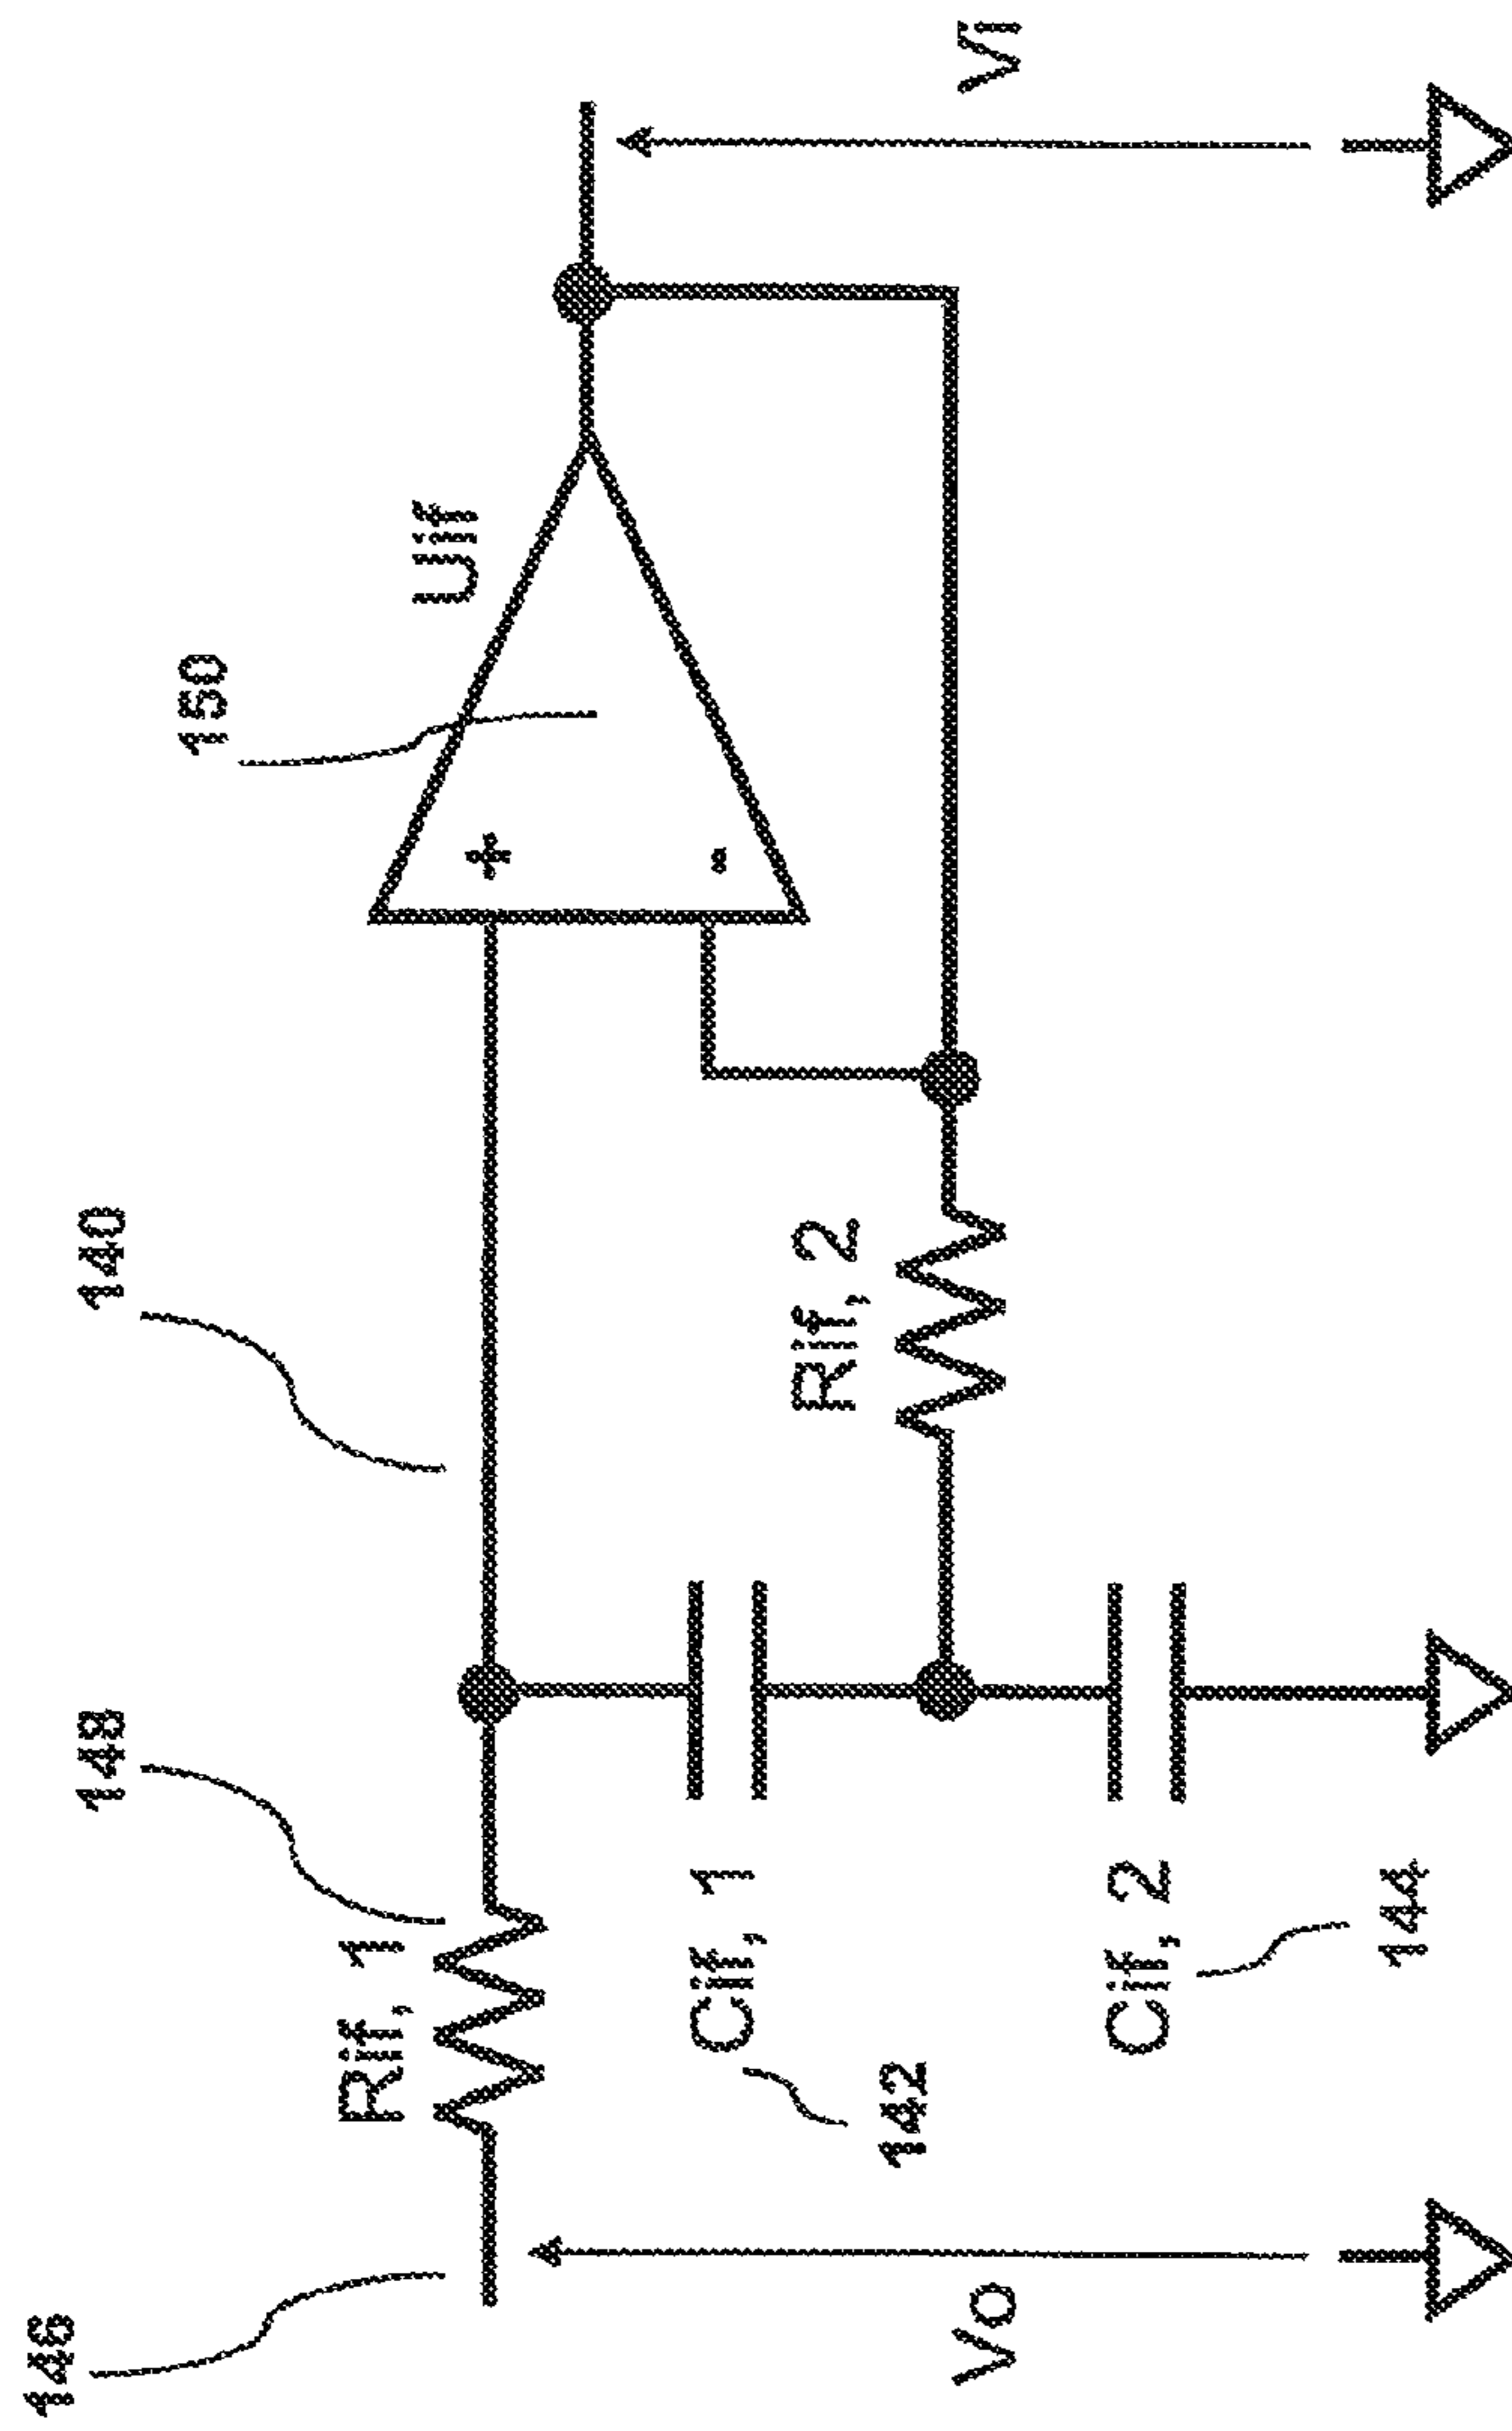 150
Uif
140
+
-
148
Rif, 1
Rif, 2
146
Cif, 1
142
Cif, 2
144
Vo
Vi